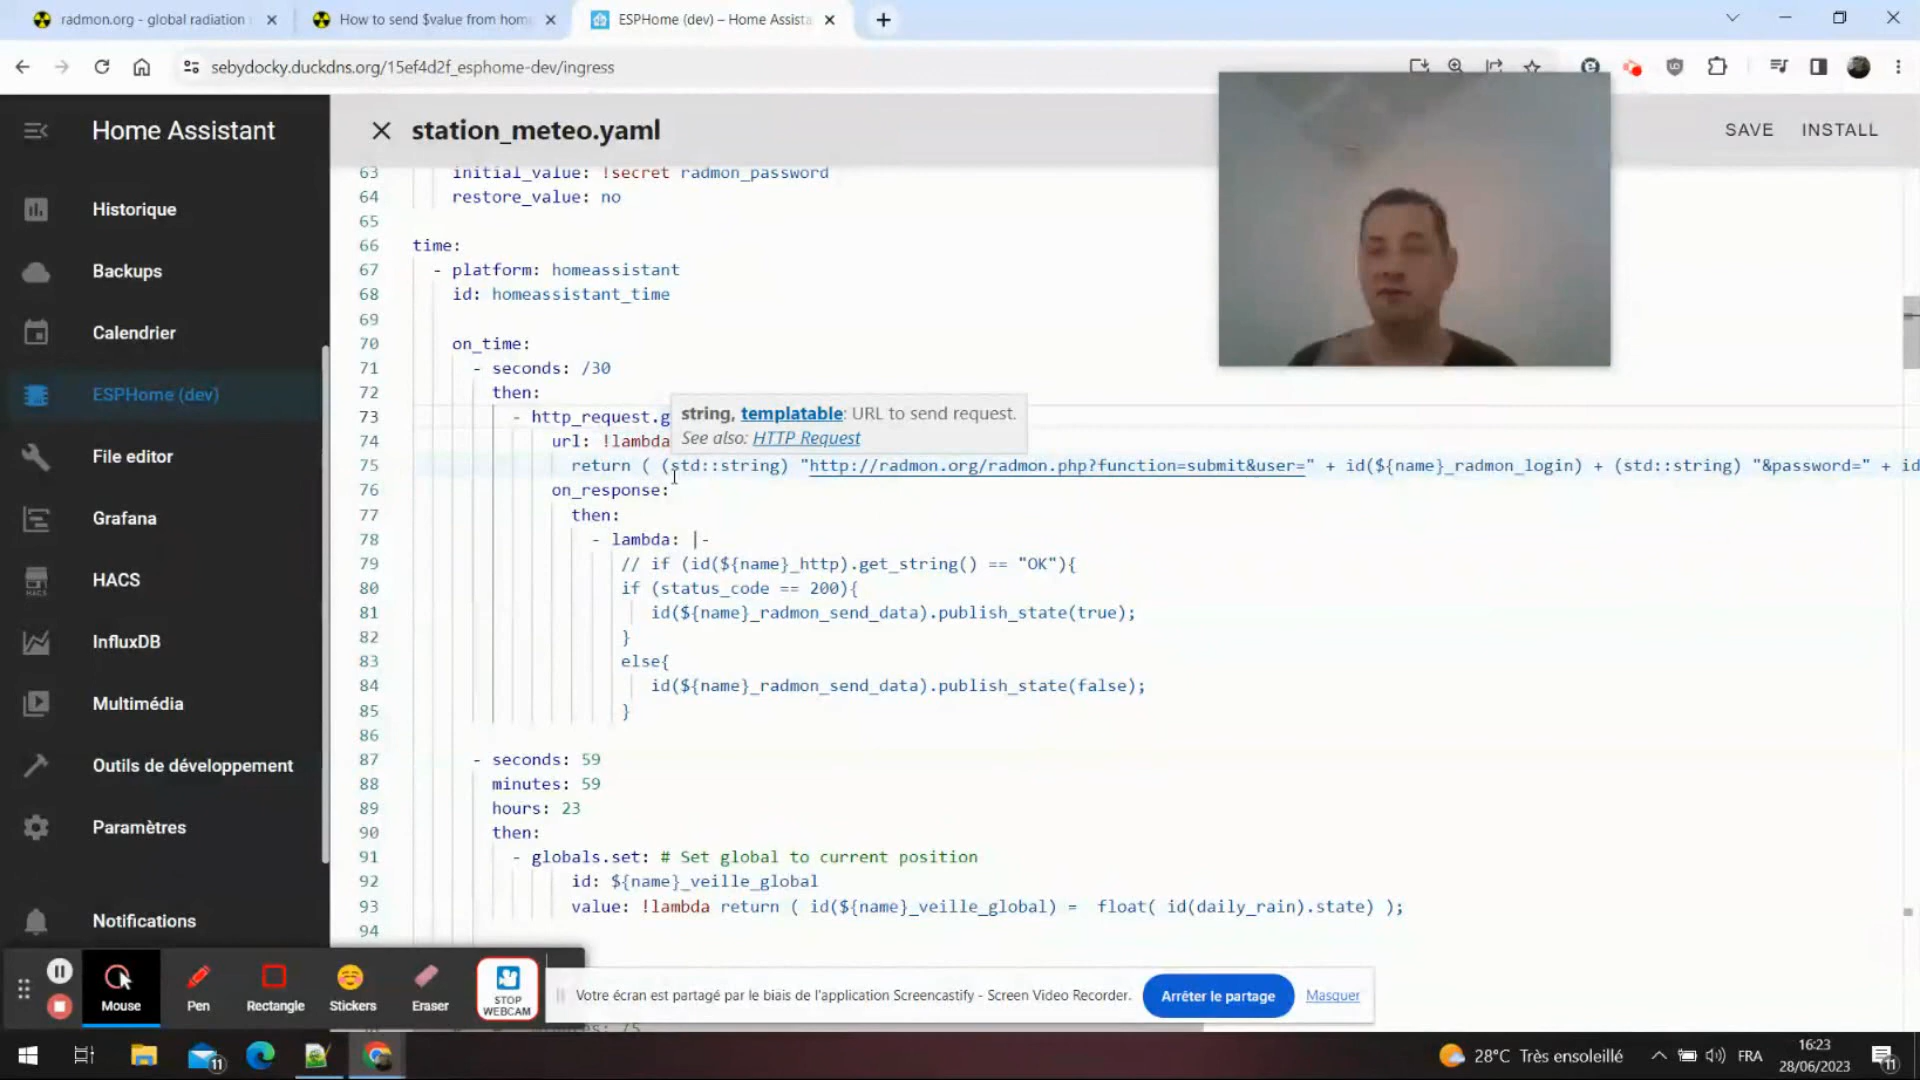 radmon.org - global radiation
How to send $value from hom
ESPHome (dev) – Home Assist
sebydocky.duckdns.org/15ef4d2f_esphome-dev/ingress
Home Assistant
station_meteo.yaml
SAVE
INSTALL
Historique
Backups
Calendrier
ESPHome (dev)
File editor
Grafana
HACS
InfluxDB
Multimédia
Outils de développement
Paramètres
Notifications
63 initial_value: !secret radmon_password
64 restore_value: no
65
66 time:
67 - platform: homeassistant
68 id: homeassistant_time
69
70 on_time:
71 - seconds: /30
72 then:
73 - http_request.g
string, templatable: URL to send request.
See also: HTTP Request
74 url: !lambda
75 return ( (std::string) "http://radmon.org/radmon.php?function=submit&user=" + id(${name}_radmon_login) + (std::string) "&password=" + id
76 on_response:
77 then:
78 - lambda: |-
79 // if (id(${name}_http).get_string() == "OK"){
80 if (status_code == 200){
81 id(${name}_radmon_send_data).publish_state(true);
82 }
83 else{
84 id(${name}_radmon_send_data).publish_state(false);
85 }
86
87 - seconds: 59
88 minutes: 59
89 hours: 23
90 then:
91 - globals.set: # Set global to current position
92 id: ${name}_veille_global
93 value: !lambda return ( id(${name}_veille_global) = float( id(daily_rain).state) );
94
Mouse
Pen
Rectangle
Stickers
Eraser
STOP
WEBCAM
Votre écran est partagé par le biais de l'application Screencastify - Screen Video Recorder.
Arrêter le partage
Masquer
11
28°C Très ensoleillé
FRA
16:23
28/06/2023
11